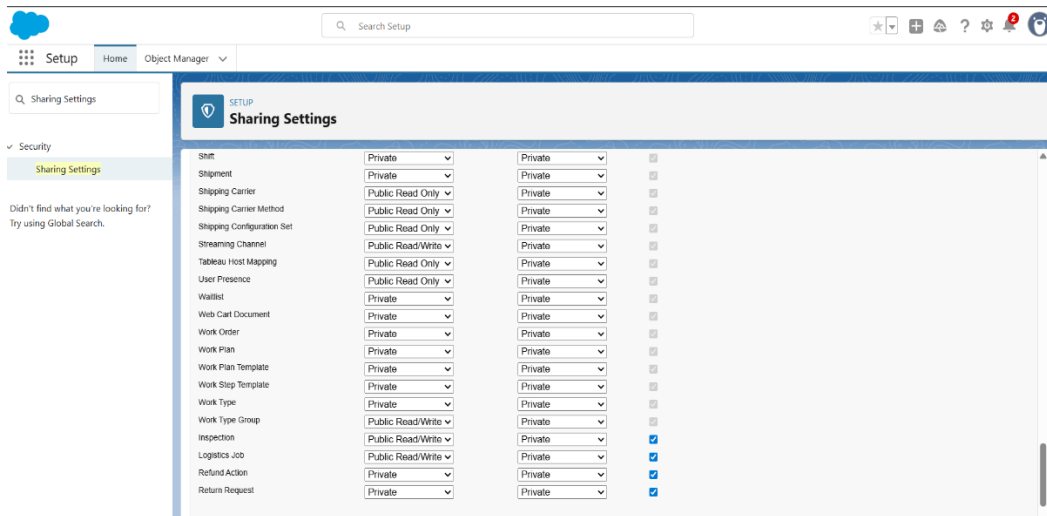 Search Setup
2
Setup Home Object Manager
Sharing Settings
SETUP
Sharing Settings
Security
Sharing Settings
Didn't find what you're looking for?
Try using Global Search.
Shift Private Private
Shipment Private Private
Shipping Carrier Public Read Only Private
Shipping Carrier Method Public Read Only Private
Shipping Configuration Set Public Read Only Private
Streaming Channel Public Read/Write Private
Tableau Host Mapping Public Read Only Private
User Presence Public Read Only Private
Waitlist Private Private
Web Cart Document Private Private
Work Order Private Private
Work Plan Private Private
Work Plan Template Private Private
Work Step Template Private Private
Work Type Private Private
Work Type Group Public Read/Write Private
Inspection Public Read/Write Private
Logistics Job Public Read/Write Private
Refund Action Private Private
Return Request Private Private